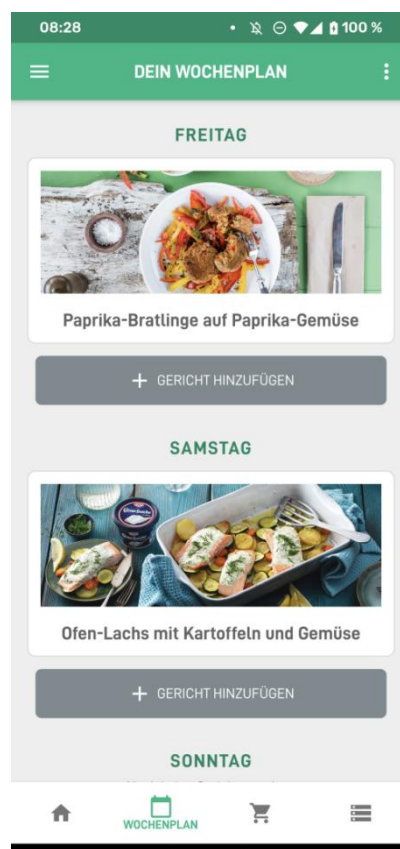 08:28
100 %
DEIN WOCHENPLAN
FREITAG
Paprika-Bratlinge auf Paprika-Gemüse
+ GERICHT HINZUFÜGEN
SAMSTAG
Ofen-Lachs mit Kartoffeln und Gemüse
+ GERICHT HINZUFÜGEN
SONNTAG
WOCHENPLAN